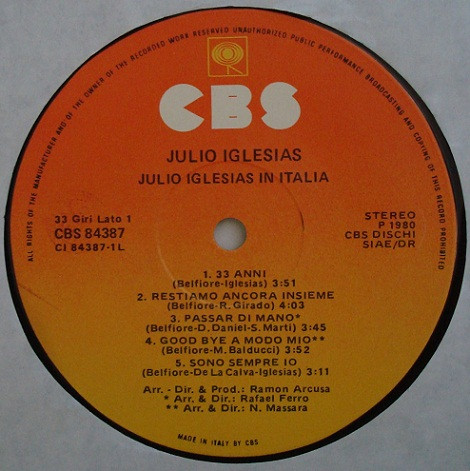 ALL RIGHTS OF THE MANUFACTURER AND OF THE OWNER OF THE RECORDED WORK RESERVED UNAUTHORIZED PUBLIC PERFORMANCE BROADCASTING AND COPYING OF THIS RECORD PROHIBITED
CBS
JULIO IGLESIAS
JULIO IGLESIAS IN ITALIA
33 Giri Lato 1
CBS 84387
CI 84387-1L
STEREO
P 1980
CBS DISCHI
SIAE/DR
1. 33 ANNI
(Belfiore-Iglesias) 3:51
2. RESTIAMO ANCORA INSIEME
(Belfiore-R. Girado) 4:03
3. PASSAR DI MANO*
(Belfiore-D. Daniel-S. Marti) 3:45
4. GOOD BYE A MODO MIO**
(Belfiore-M. Balducci) 3:52
5. SONO SEMPRE IO
(Belfiore-De La Calva-Iglesias) 3:11
Arr. - Dir. & Prod.: Ramon Arcusa
* Arr. & Dir.: Rafael Ferro
** Arr. & Dir.: N. Massara
MADE IN ITALY BY CBS